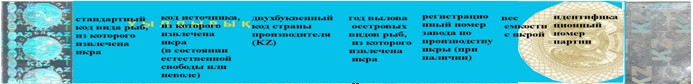 стандартный
код вида рыб,
из которого
извлечена
икра
код источника,
из которого
извлечена
икра
(в состоянии
естественной
свободы или
неволе)
двухбуквенный
код страны
производителя
(KZ)
год вылова
осетровых
видов рыб,
из которого
извлечена
икра
регистрацио
нный номер
завода по
производству
икры (при
наличии)
вес
емкости
с икрой
идентифика
ционный
номер
партии